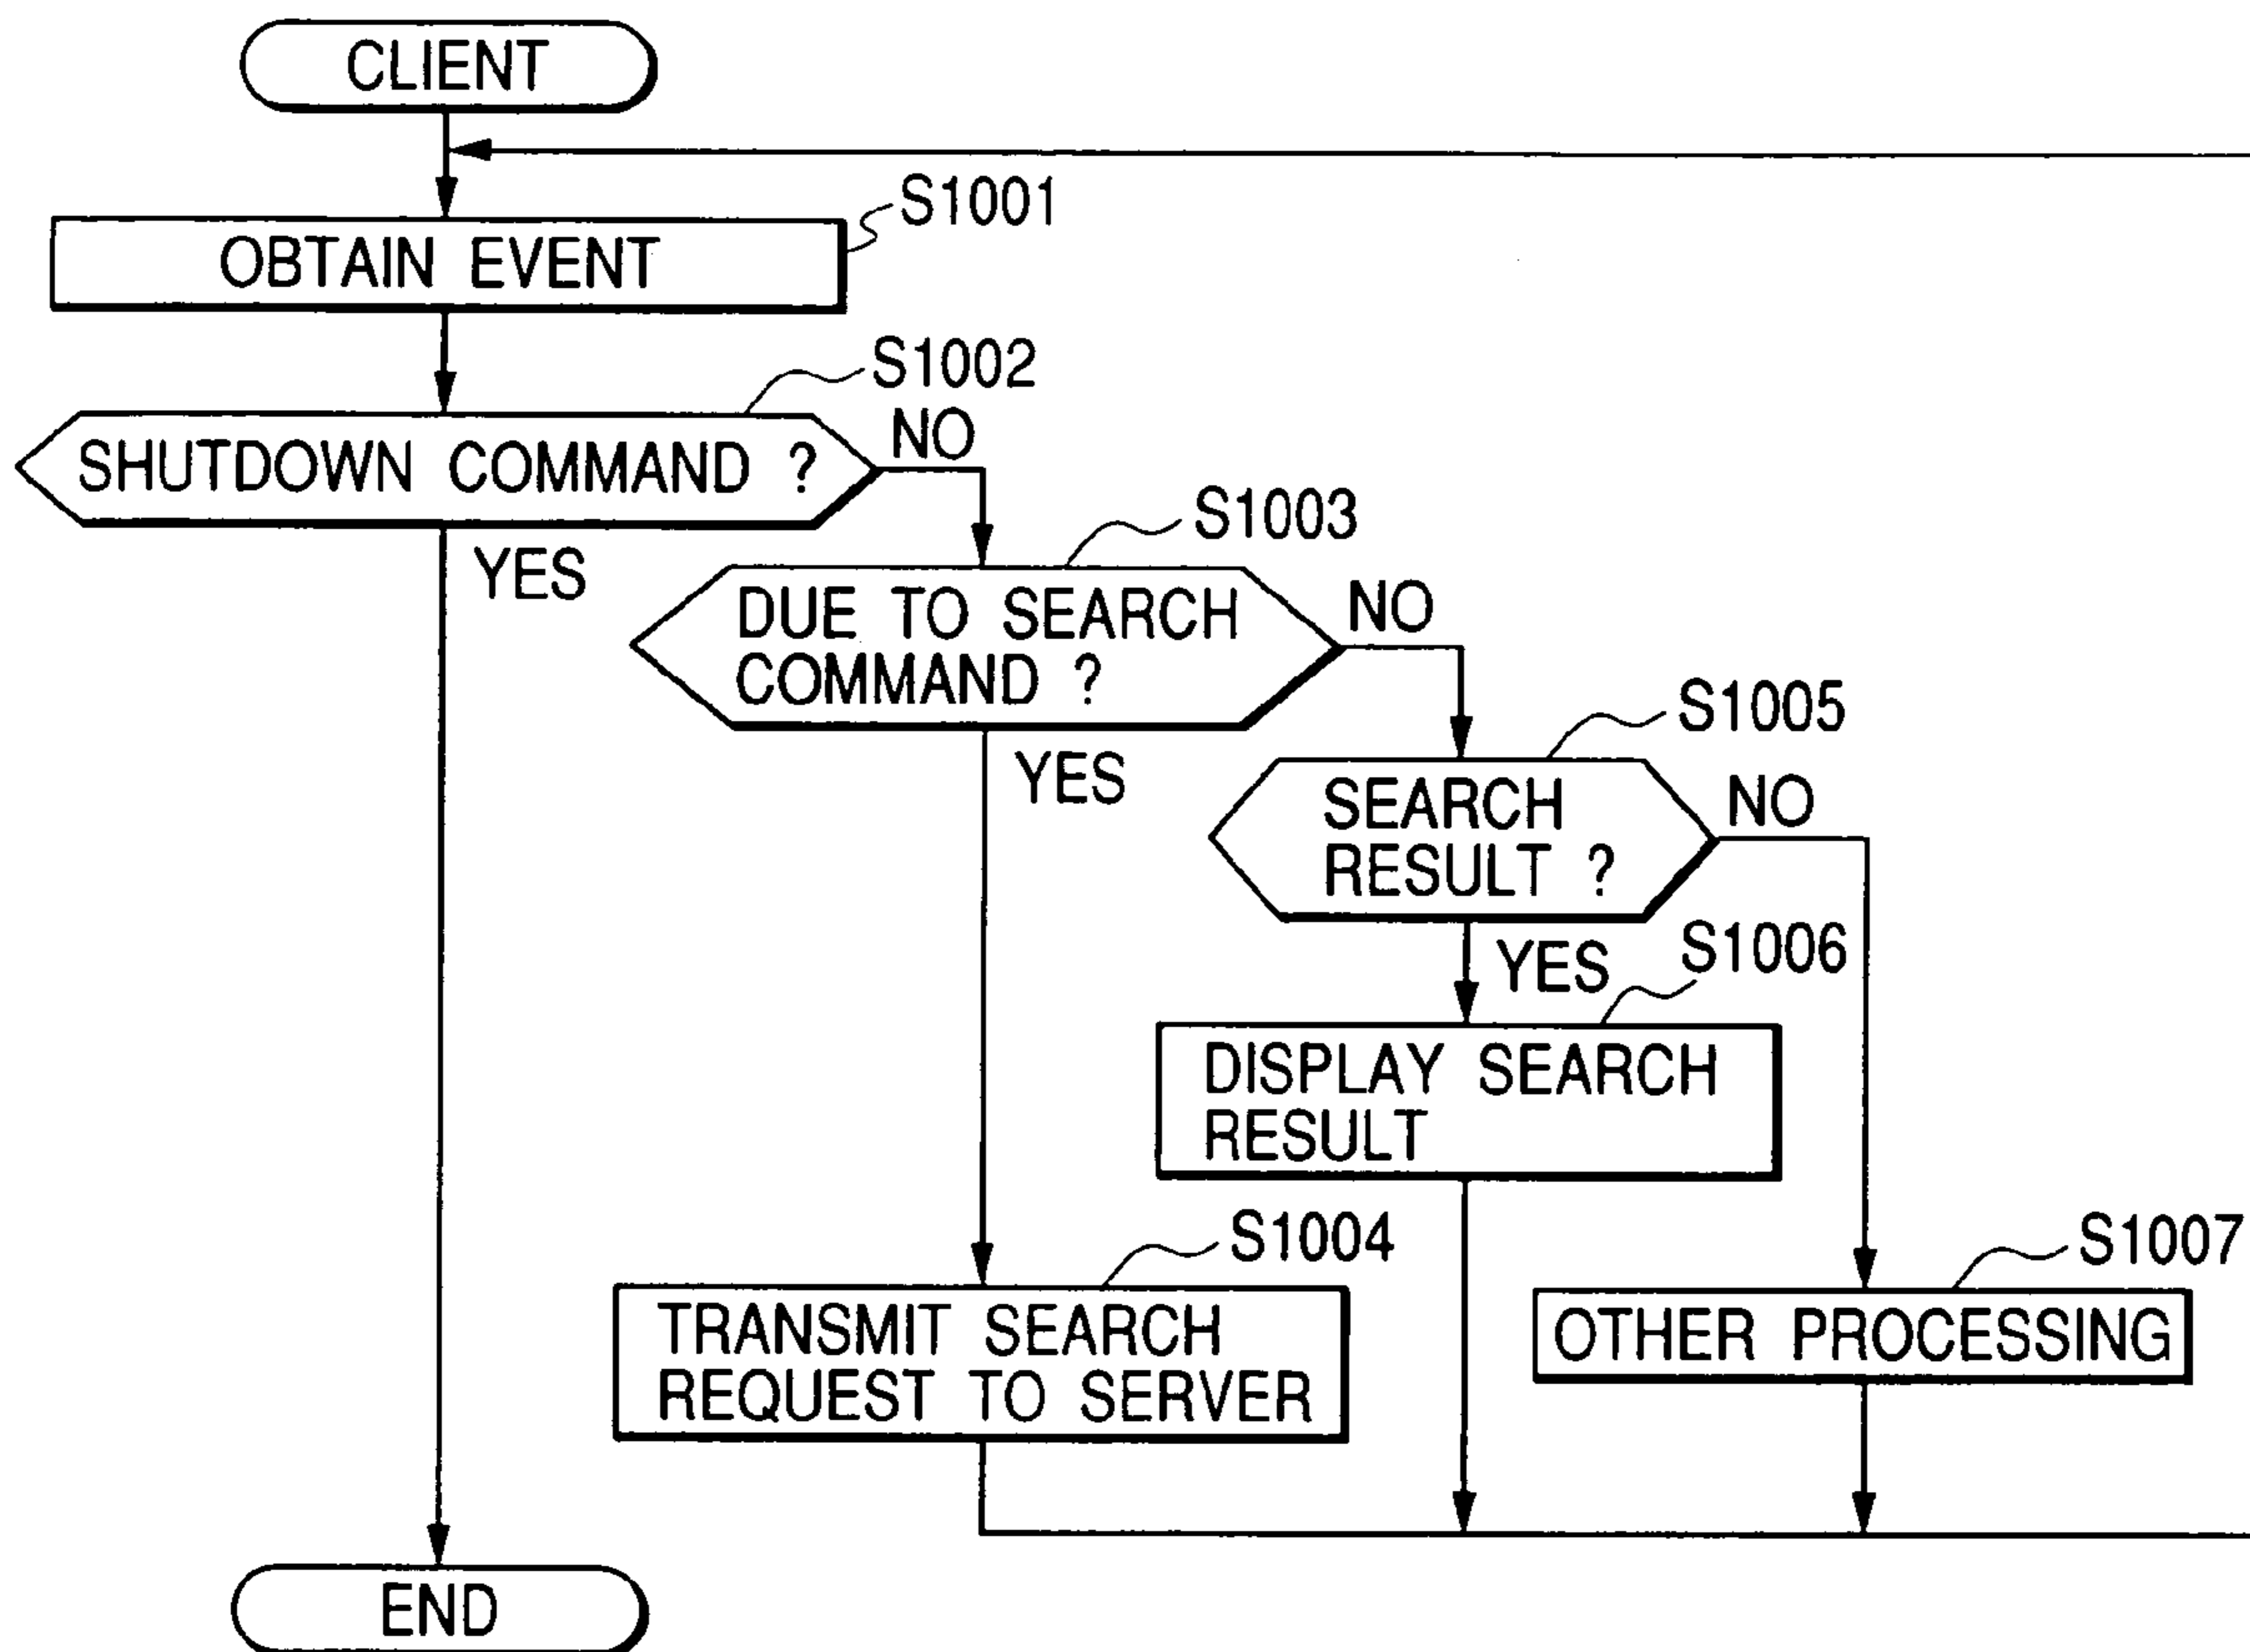 CLIENT
S1001
OBTAIN EVENT
S1002
SHUTDOWN COMMAND ?
NO
YES
S1003
DUE TO SEARCH
COMMAND ?
NO
YES
S1005
SEARCH
RESULT ?
NO
YES
S1006
DISPLAY SEARCH
RESULT
S1004
TRANSMIT SEARCH
REQUEST TO SERVER
S1007
OTHER PROCESSING
END